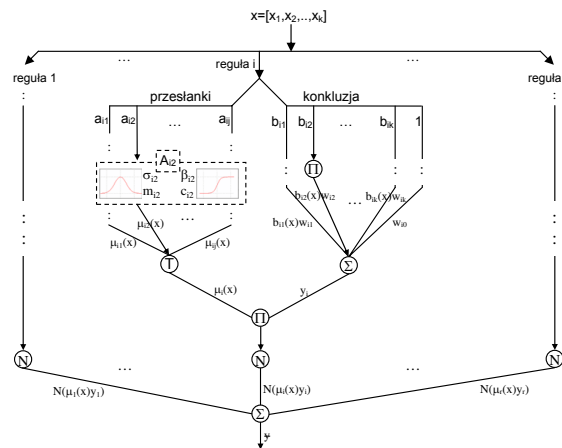 x=[x1,x2,..,xk]
... ...
reguła 1 reguła i reguła
przesłanki konkluzja
ai1 ai2 ... aij bi1 bi2 ... bik 1
Ai2
σi2 βi2
mi2 ci2
Π
bi2(x)wi2 ... bik(x)wik
μi2(x)
μi1(x) μij(x) bi1(x)wi1 wi0
T Σ
μi(x) yi
Π
N ... N ... N
N(μ1(x)y1) N(μi(x)yi) N(μr(x)yr)
Σ
y